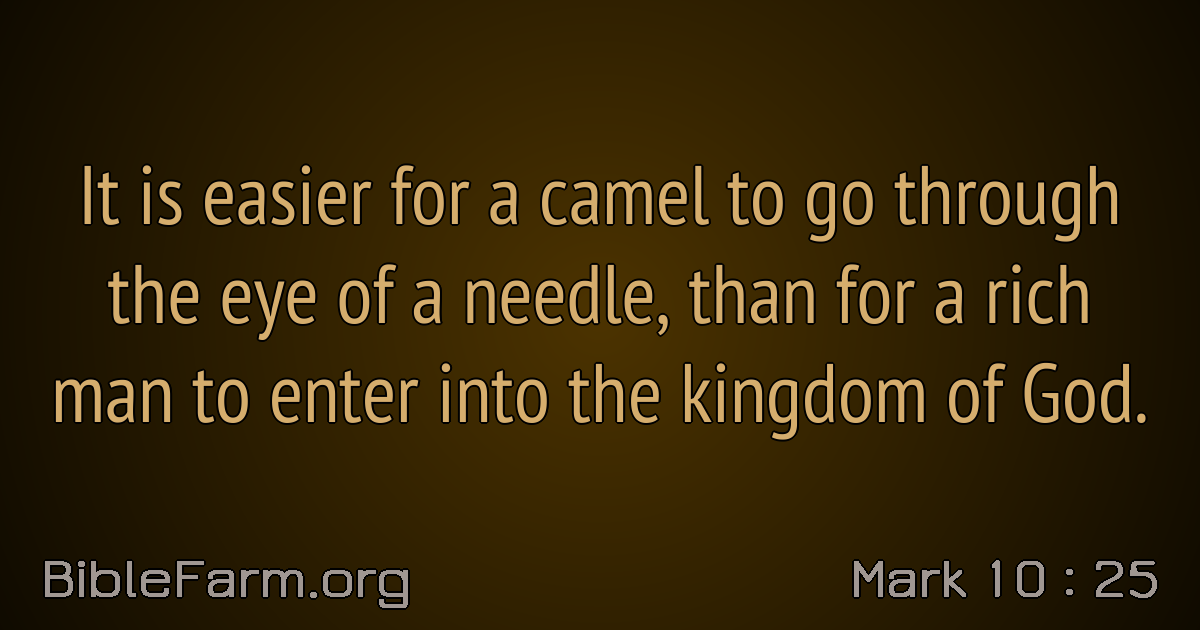 It is easier for a camel to go through
the eye of a needle, than for a rich
man to enter into the kingdom of God.
BibleFarm.org
Mark 10 : 25